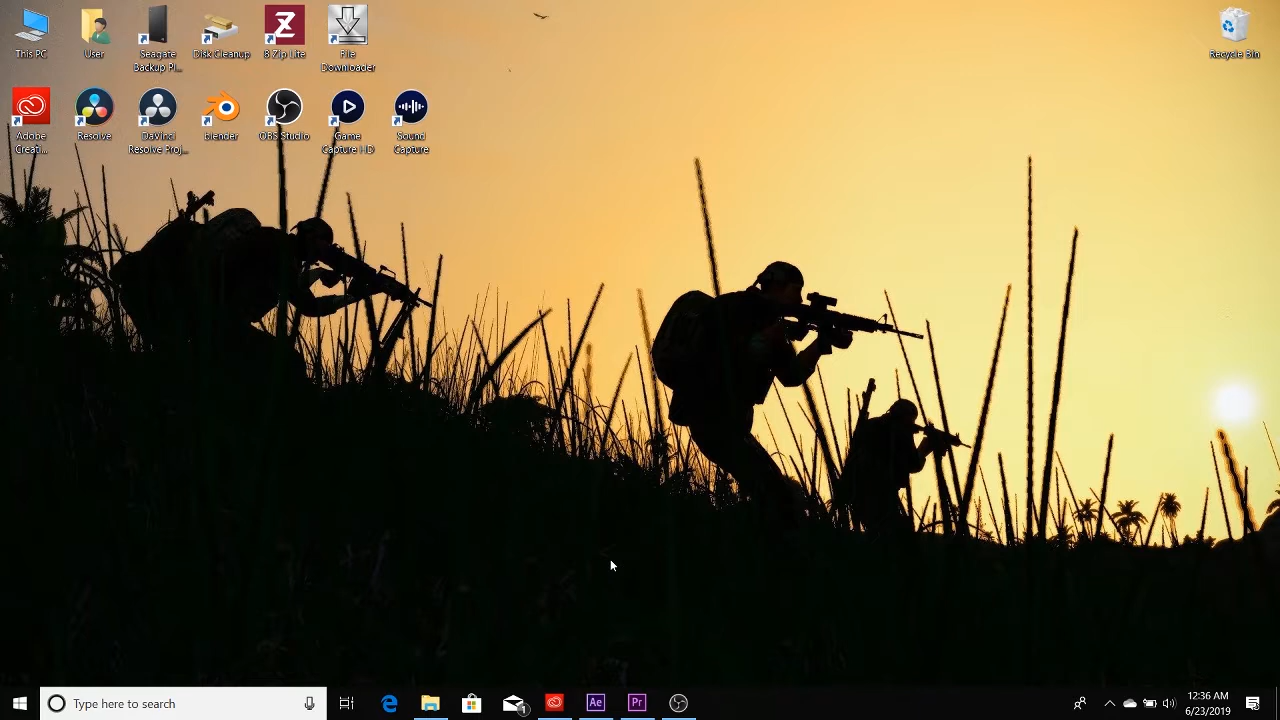 This PC
User
Seagate
Backup Pl...
Disk Cleanup
8 Zip Lite
File
Downloader
Recycle Bin
Adobe
Creati...
Resolve
DaVinci
Resolve Proj...
blender
OBS Studio
Game
Capture HD
Sound
Capture
Type here to search
1
Ae
Pr
12:36 AM
6/23/2019